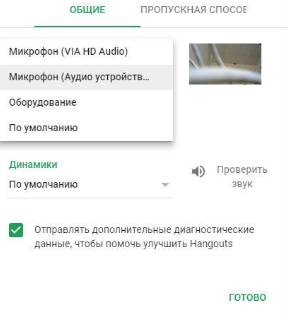 ОБЩИЕ
ПРОПУСКНАЯ СПОСОБ
Микрофон (VIA HD Audio)
Микрофон (Аудио устройств...
Оборудование
По умолчанию
Динамики
По умолчанию
Проверить
звук
Отправлять дополнительные диагностические
данные, чтобы помочь улучшить Hangouts
ГОТОВО